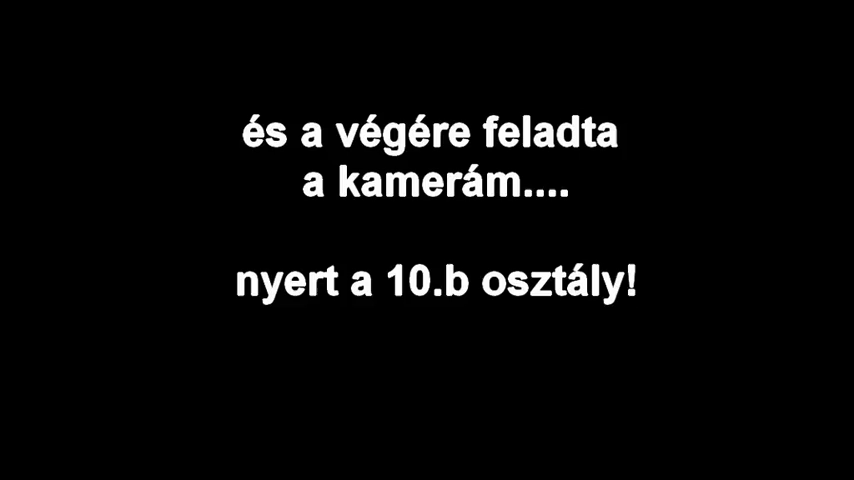 és a végére feladta
a kamerám....
nyert a 10.b osztály!